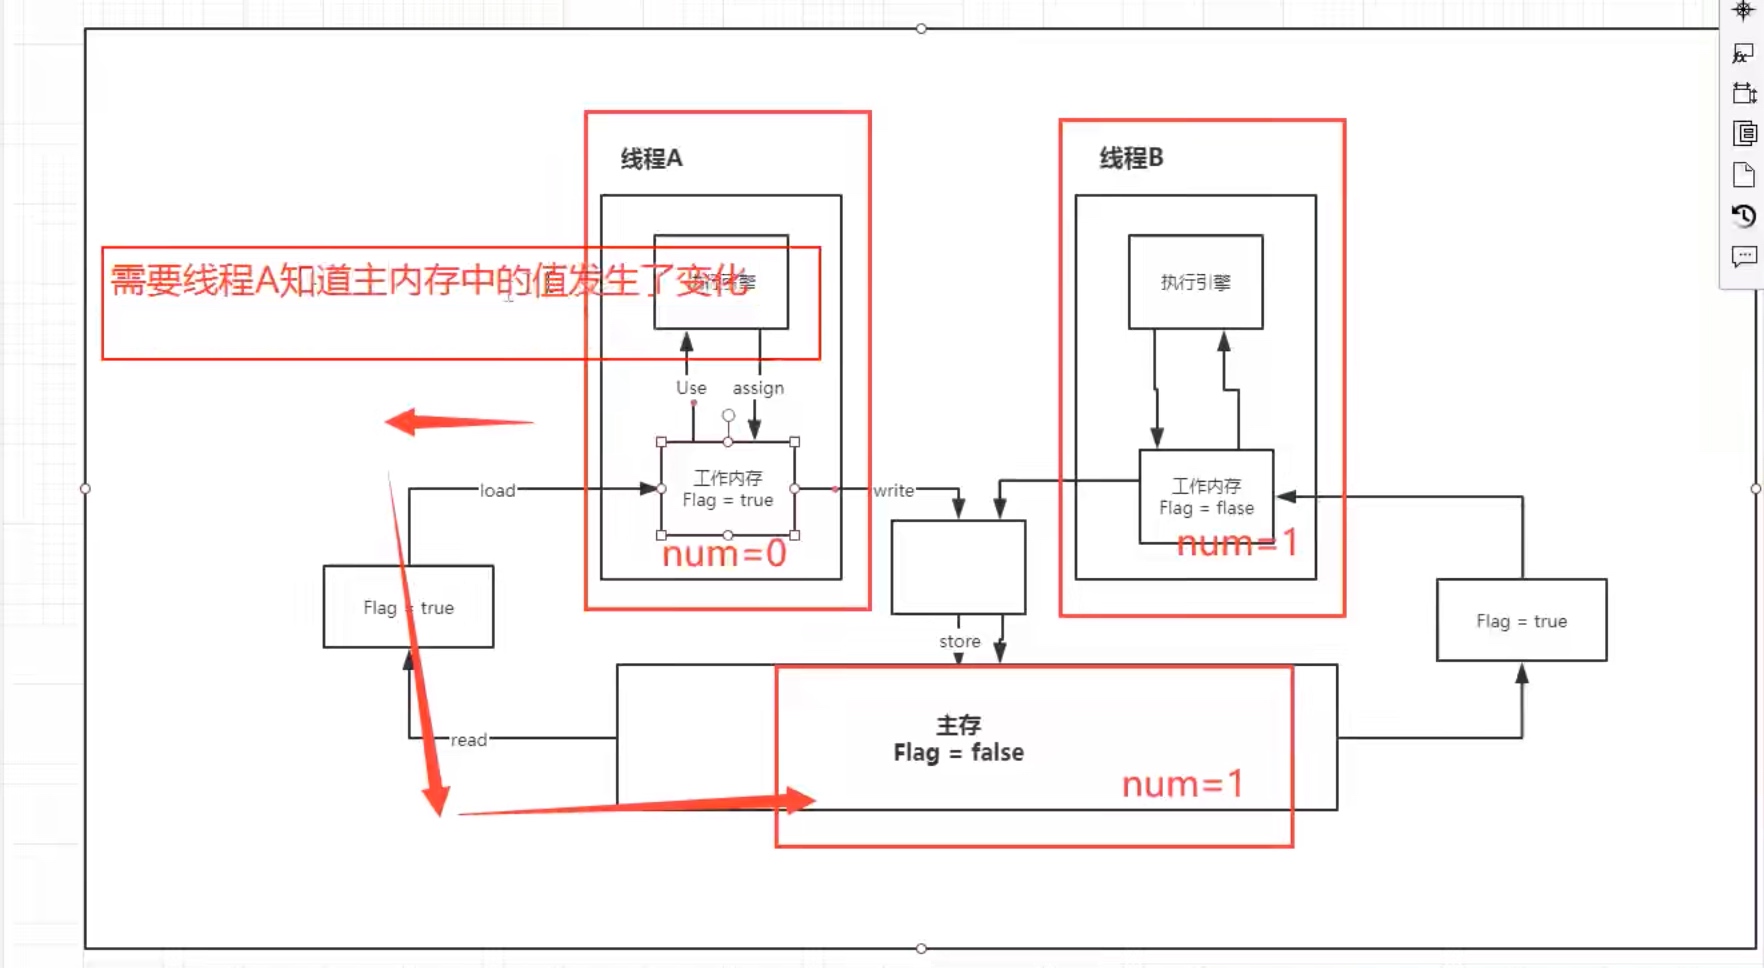 线程A
线程B
需要线程A知道主内存中的值发生了变化
执行引擎
执行引擎
Use
assign
工作内存
Flag = true
工作内存
Flag = flase
load
write
num=0
num=1
Flag = true
Flag = true
store
主存
Flag = false
read
num=1